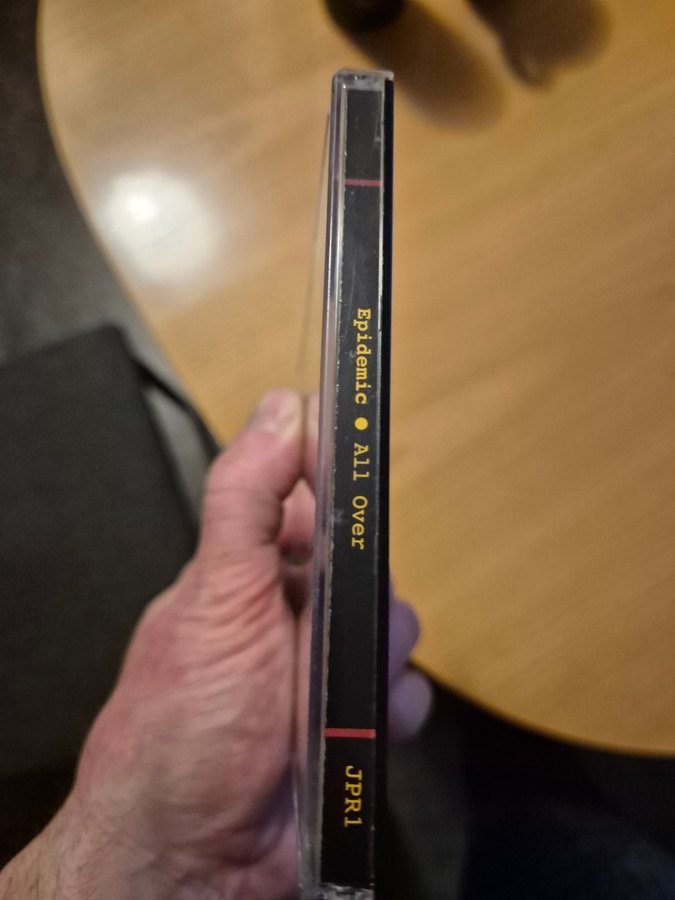 Epidemic ● All Over
JPR1